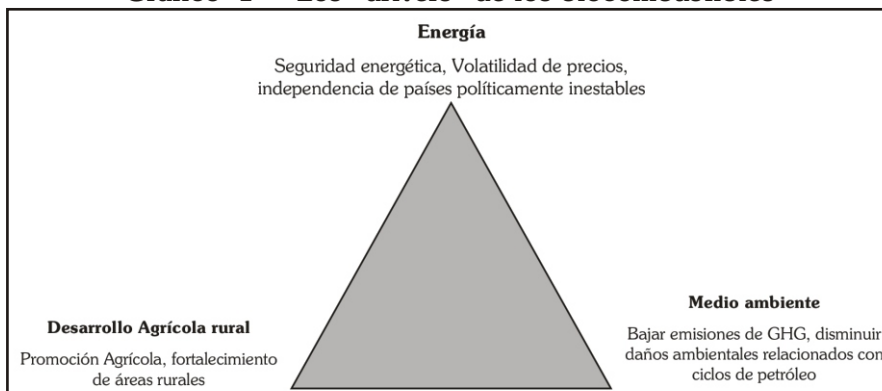 Energía
Seguridad energética, Volatilidad de precios,
independencia de países políticamente inestables
Desarrollo Agrícola rural
Promoción Agrícola, fortalecimiento
de áreas rurales
Medio ambiente
Bajar emisiones de GHG, disminuir
daños ambientales relacionados con
ciclos de petróleo